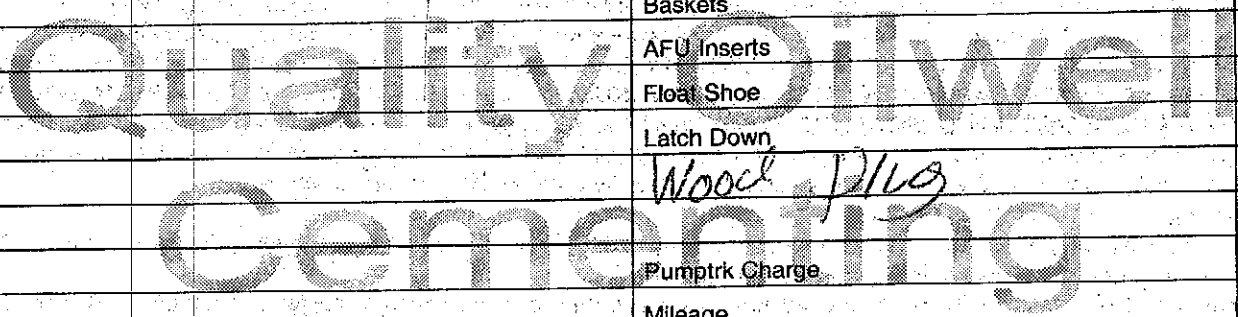 Baskets
AFU Inserts
Quality Oilwell
Float Shoe
Latch Down
Wood Plug
Cementing
Pumptrk Charge
Mileage